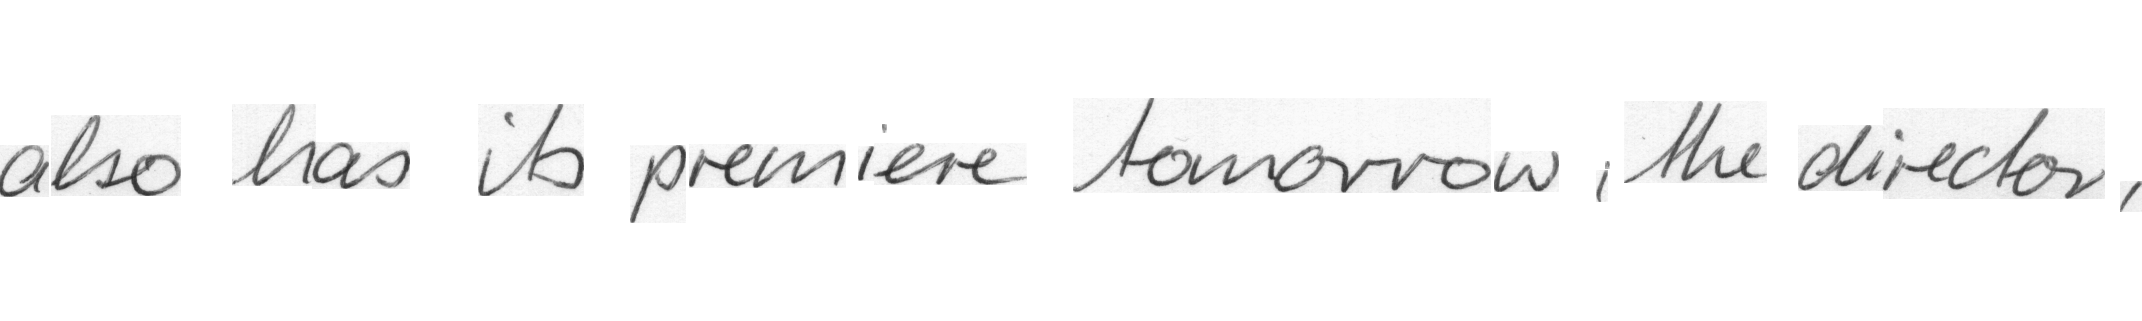 also has its premiere tomorrow, the director,